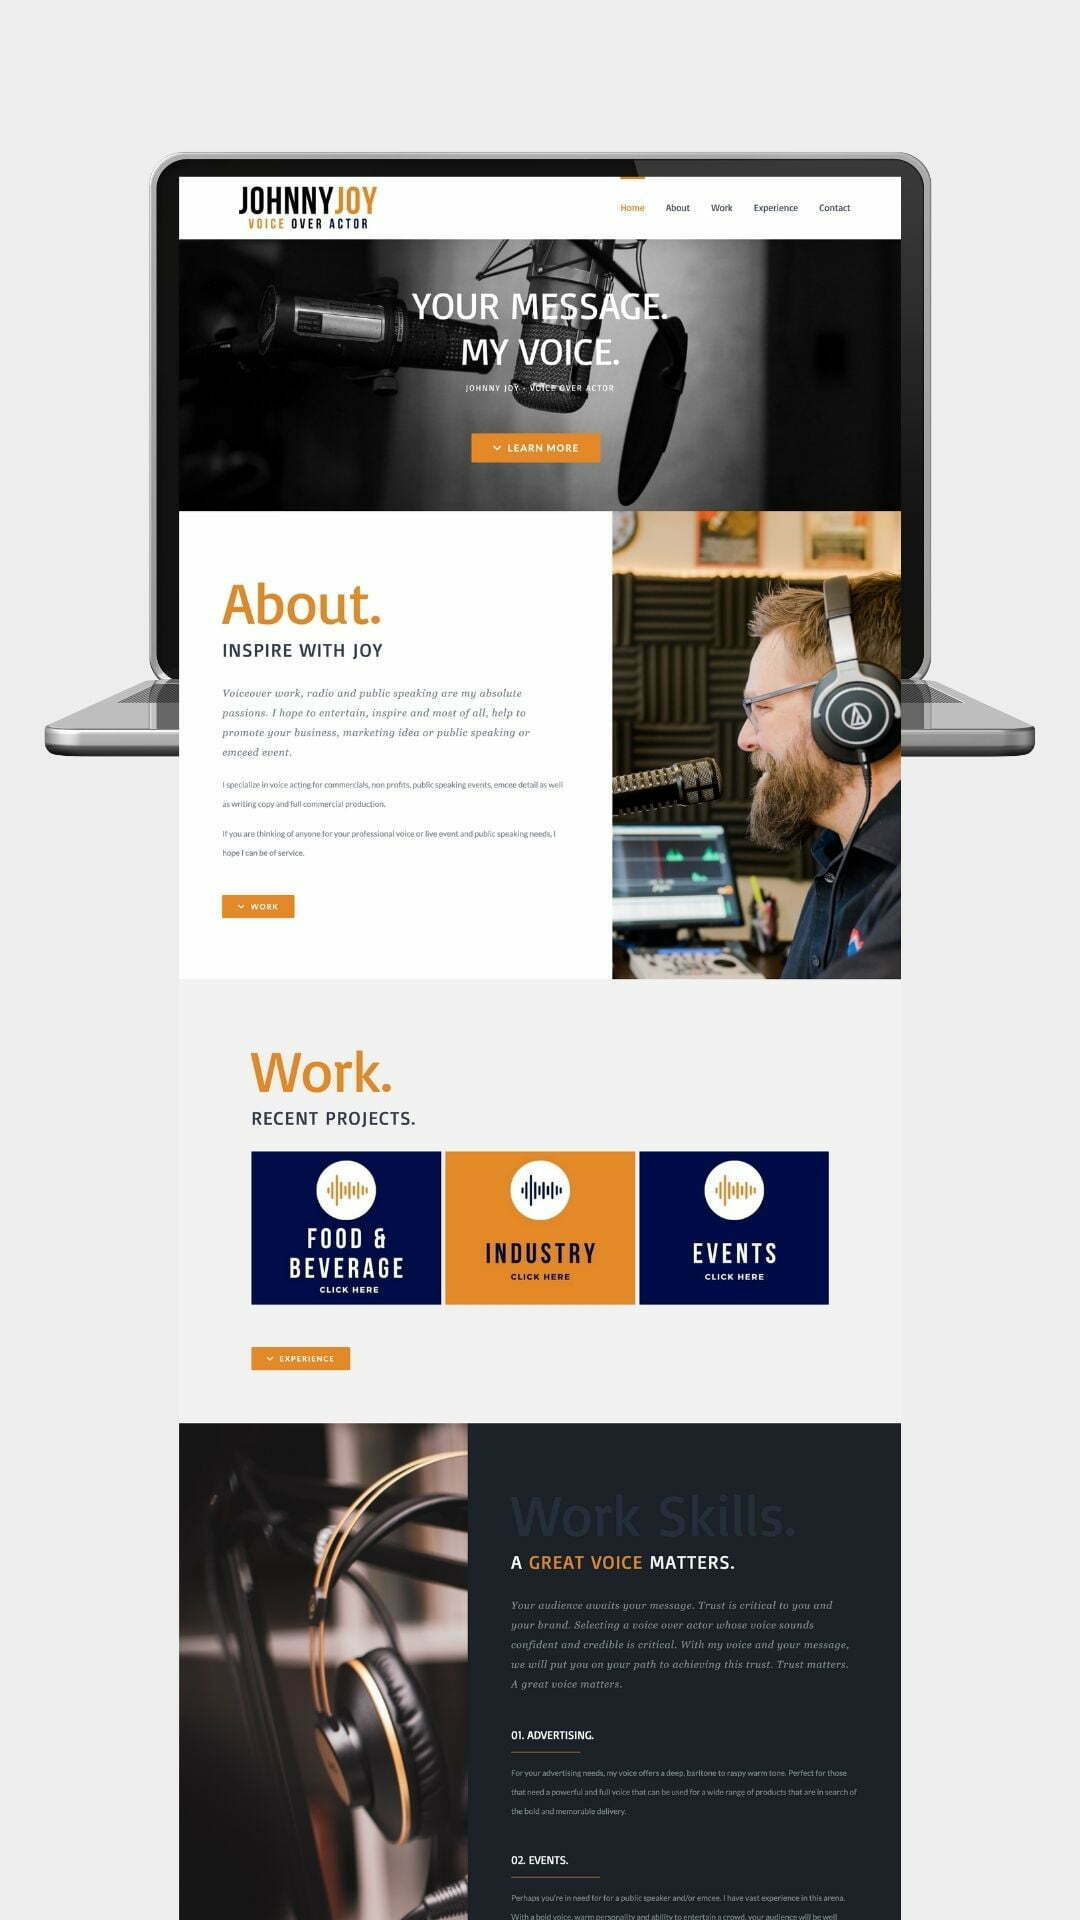 JOHNNYJOY
VOICE OVER ACTOR
Home About Work Experience Contact
YOUR MESSAGE.
MY VOICE.
JOHNNY JOY - VOICE OVER ACTOR
LEARN MORE
About.
INSPIRE WITH JOY
Voiceover work, radio and public speaking are my absolute
passions. I hope to entertain, inspire and most of all, help to
promote your business, marketing idea or public speaking or
emceed event.
I specialize in voice acting for commercials, non profits, public speaking events, emcee detail as well
as writing copy and full commercial production.
If you are thinking of anyone for your professional voice or live event and public speaking needs, I
hope I can be of service.
WORK
Work.
RECENT PROJECTS.
FOOD &
BEVERAGE
CLICK HERE
INDUSTRY
CLICK HERE
EVENTS
CLICK HERE
EXPERIENCE
Work Skills.
A GREAT VOICE MATTERS.
Your audience awaits your message. Trust is critical to you and
your brand. Selecting a voice over actor whose voice sounds
confident and credible is critical. With my voice and your message,
we will put you on your path to achieving this trust. Trust matters.
A great voice matters.
01. ADVERTISING.
For your advertising needs, my voice offers a deep, baritone to raspy warm tone. Perfect for those
that need a powerful and full voice that can be used for a wide range of products that are in search of
the bold and memorable delivery.
02. EVENTS.
Perhaps you're in need for for a public speaker and/or emcee. I have vast experience in this arena.
With a bold voice, warm personality and ability to entertain a crowd, your audience will be well